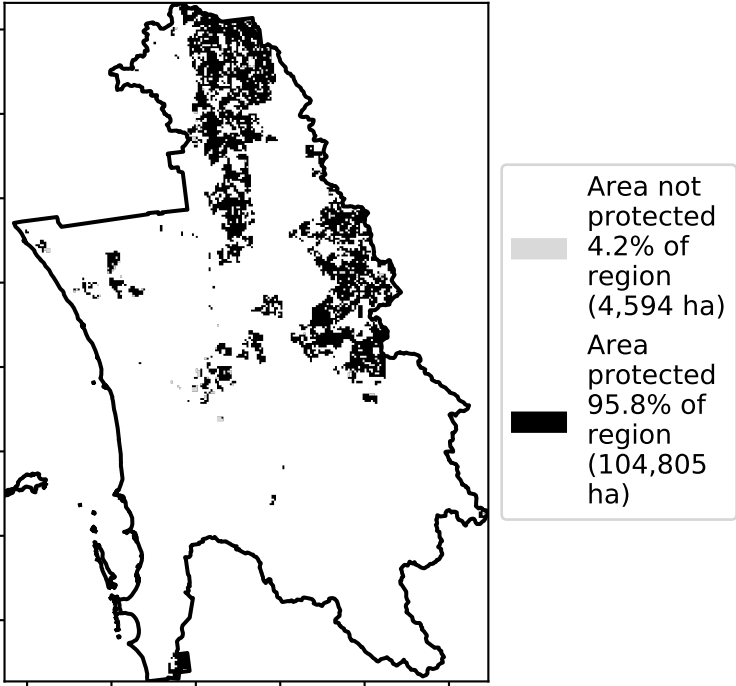 Area not
protected
4.2% of
region
(4,594 ha)
Area
protected
95.8% of
region
(104,805
ha)